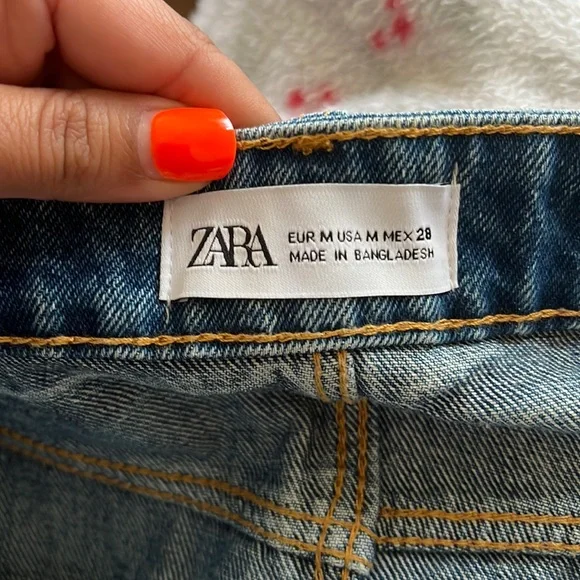 ZARA
EUR M USA M MEX 28
MADE IN BANGLADESH